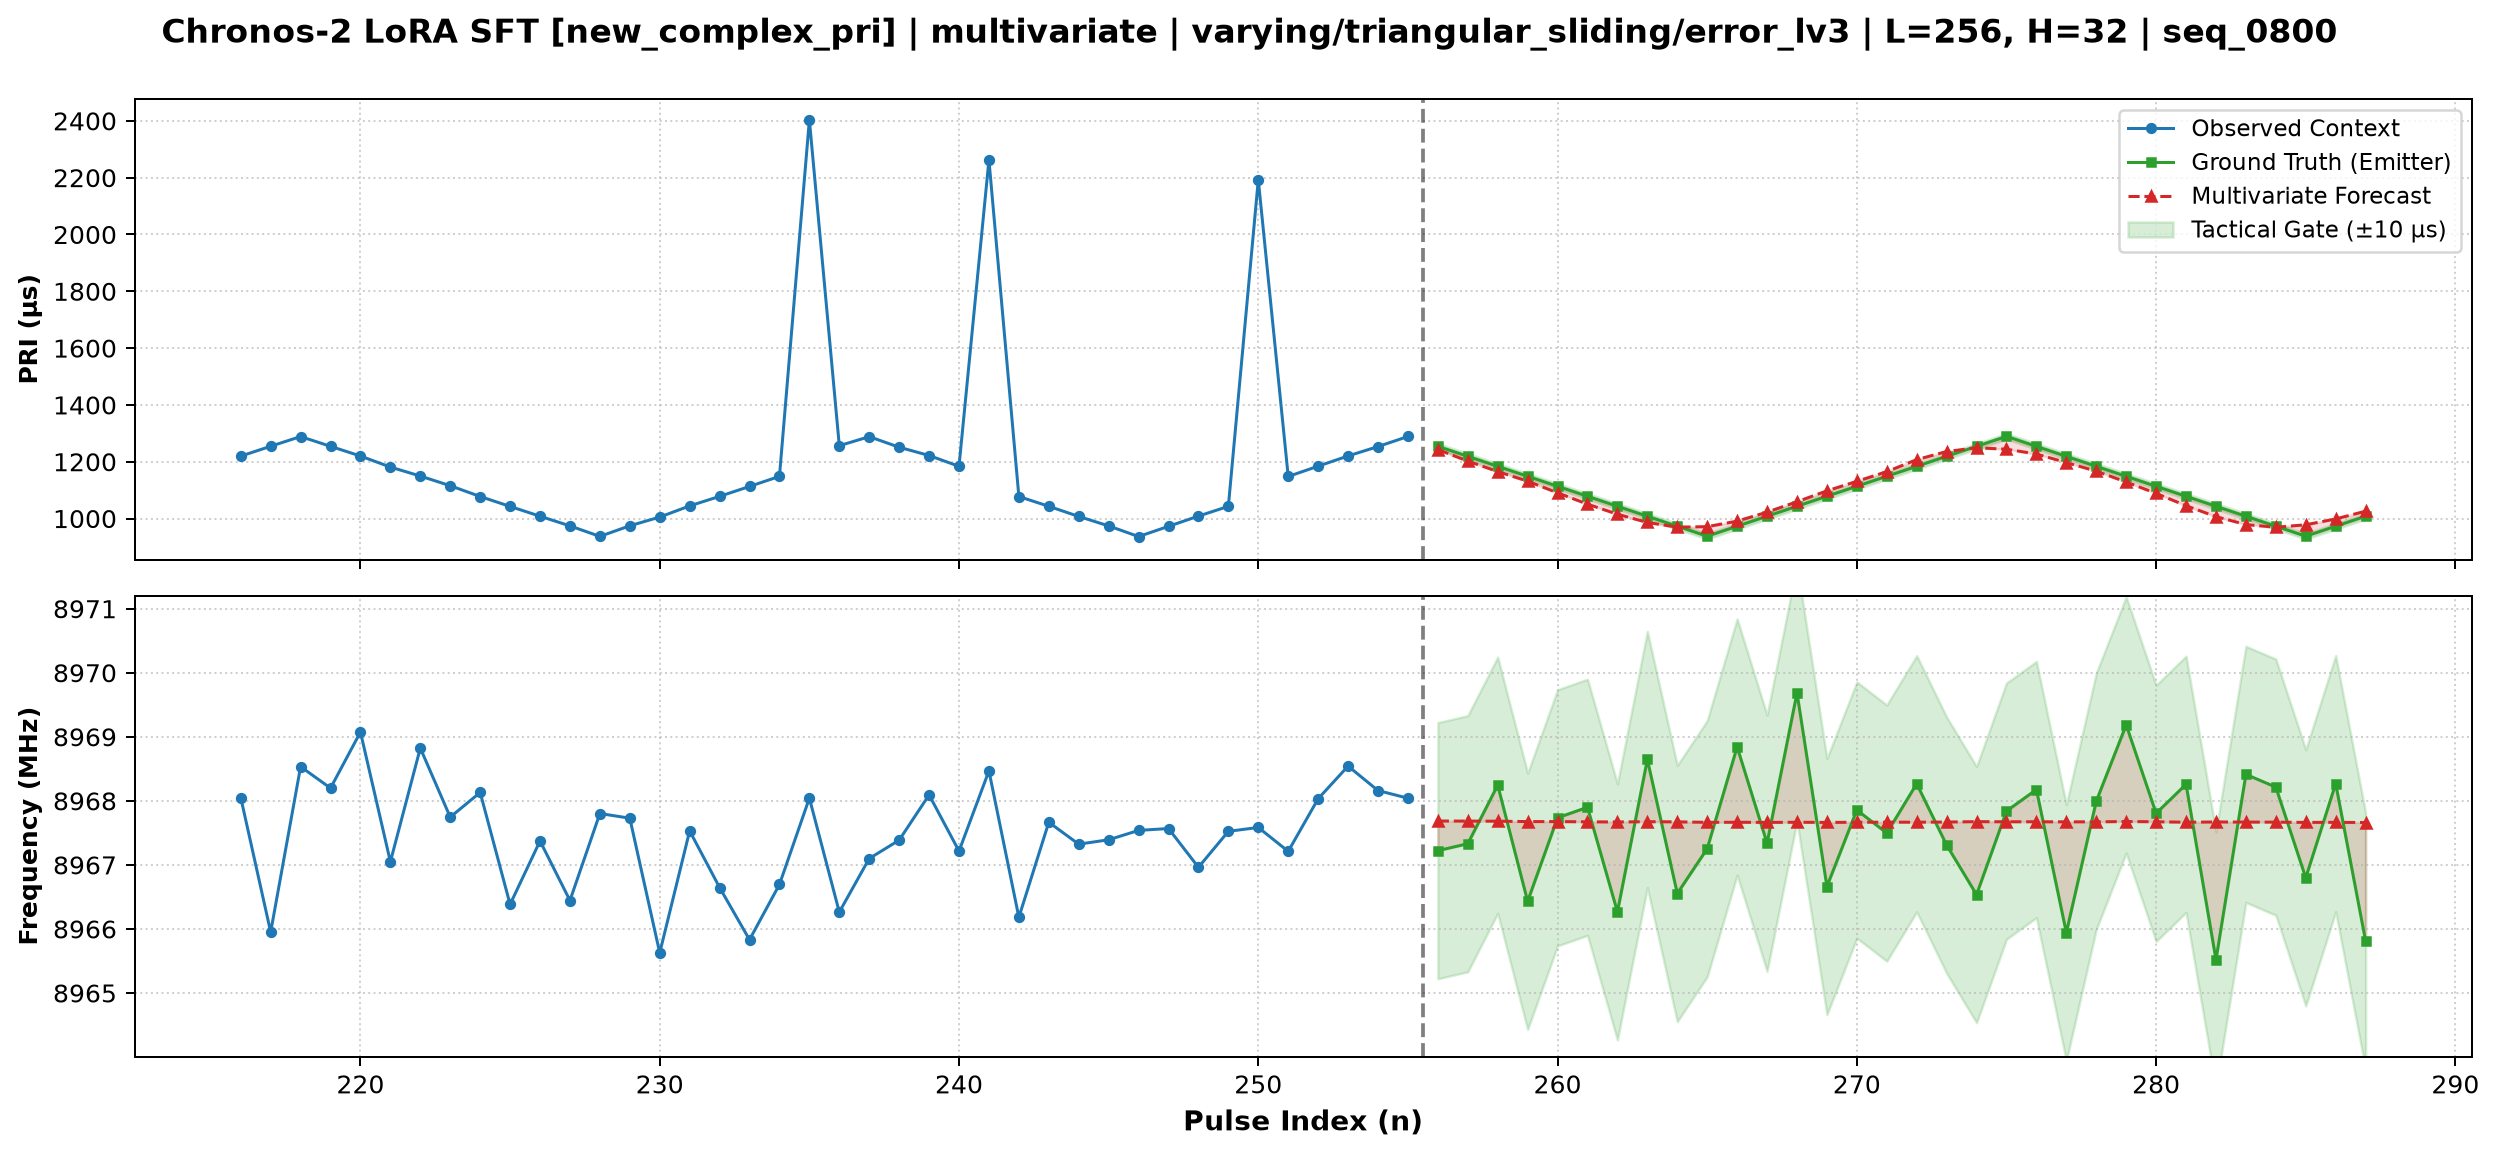 Chronos-2 LoRA SFT [new_complex_pri] | multivariate | varying/triangular_sliding/error_lv3 | L=256, H=32 | seq_0800
2400
2200
2000
1800
1600
1400
1200
1000
PRI (μs)
Observed Context
Ground Truth (Emitter)
Multivariate Forecast
Tactical Gate (±10 μs)
8971
8970
8969
8968
8967
8966
8965
Frequency (MHz)
220 230 240 250 260 270 280 290
Pulse Index (n)